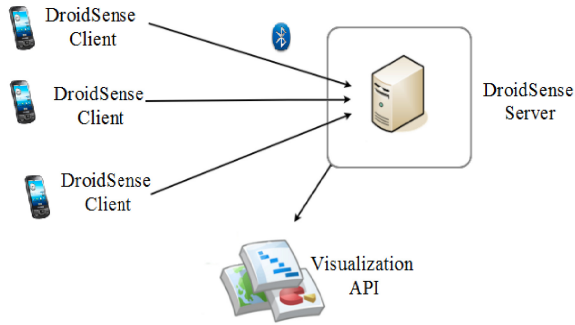 DroidSense
Client
DroidSense
Client
DroidSense
Client
DroidSense
Server
Visualization
API